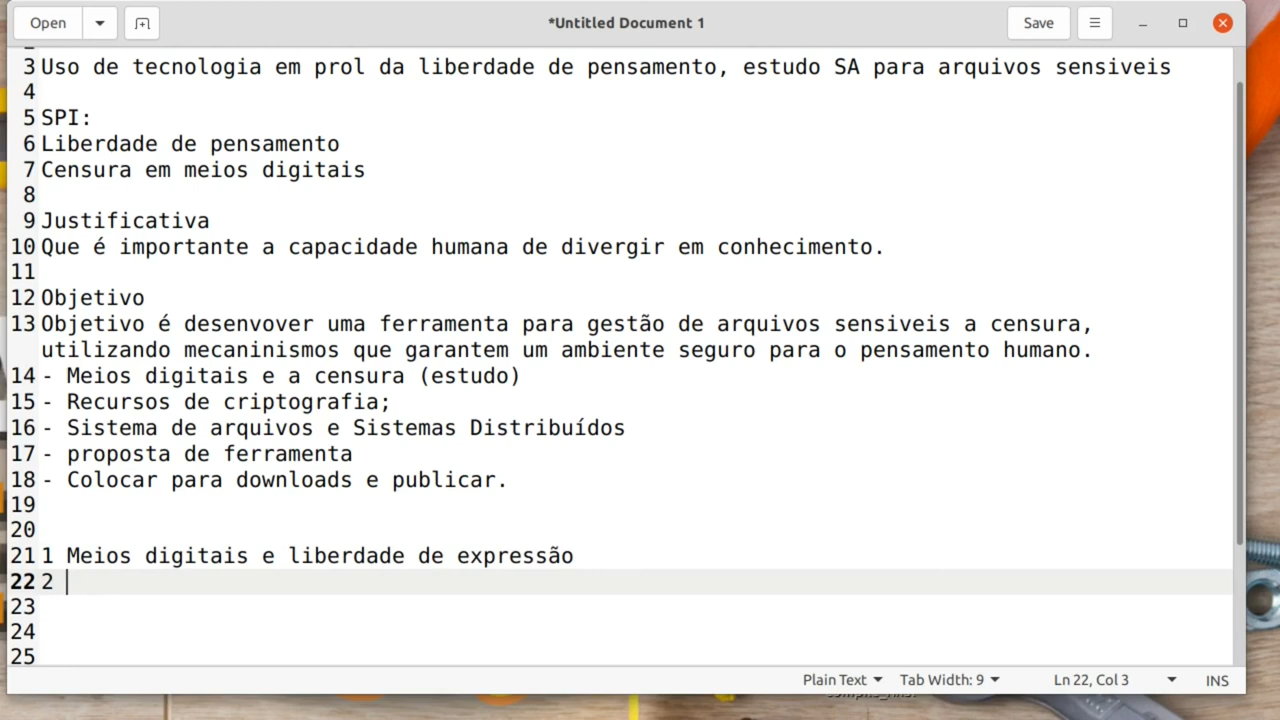 Open
*Untitled Document 1
Save
3 Uso de tecnologia em prol da liberdade de pensamento, estudo SA para arquivos sensiveis
4
5 SPI:
6 Liberdade de pensamento
7 Censura em meios digitais
8
9 Justificativa
10 Que é importante a capacidade humana de divergir em conhecimento.
11
12 Objetivo
13 Objetivo é desenvover uma ferramenta para gestão de arquivos sensiveis a censura,
utilizando mecaninismos que garantem um ambiente seguro para o pensamento humano.
14 - Meios digitais e a censura (estudo)
15 - Recursos de criptografia;
16 - Sistema de arquivos e Sistemas Distribuídos
17 - proposta de ferramenta
18 - Colocar para downloads e publicar.
19
20
21 1 Meios digitais e liberdade de expressão
22 2
23
24
25
Plain Text Tab Width: 9 Ln 22, Col 3 INS